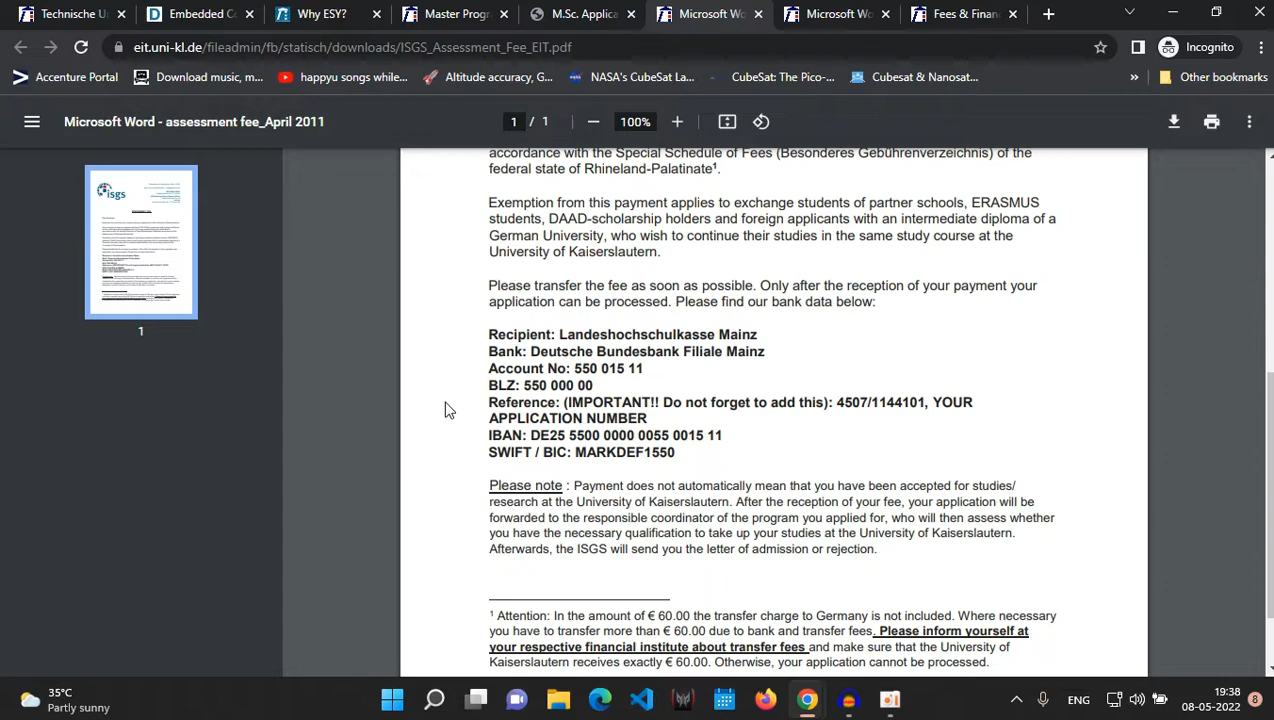 Technische U
Embedded C
Why ESY?
Master Progr
M.Sc. Applica
Microsoft Wo
Microsoft Wo
Fees & Finan
eit.uni-kl.de/fileadmin/fb/statisch/downloads/ISGS_Assessment_Fee_EIT.pdf
Incognito
Accenture Portal
Download music, m...
happyu songs while...
Altitude accuracy, G...
NASA's CubeSat La...
CubeSat: The Pico-...
Cubesat & Nanosat...
»
Other bookmarks
Microsoft Word - assessment fee_April 2011
1 / 1
100%
isgs
1
accordance with the Special Schedule of Fees (Besonderes Gebührenverzeichnis) of the
federal state of Rhineland-Palatinate¹.
Exemption from this payment applies to exchange students of partner schools, ERASMUS
students, DAAD-scholarship holders and foreign applicants with an intermediate diploma of a
German University, who wish to continue their studies in the same study course at the
University of Kaiserslautern.
Please transfer the fee as soon as possible. Only after the reception of your payment your
application can be processed. Please find our bank data below:
Recipient: Landeshochschulkasse Mainz
Bank: Deutsche Bundesbank Filiale Mainz
Account No: 550 015 11
BLZ: 550 000 00
Reference: (IMPORTANT!! Do not forget to add this): 4507/1144101, YOUR
APPLICATION NUMBER
IBAN: DE25 5500 0000 0055 0015 11
SWIFT / BIC: MARKDEF1550
Please note : Payment does not automatically mean that you have been accepted for studies/
research at the University of Kaiserslautern. After the reception of your fee, your application will be
forwarded to the responsible coordinator of the program you applied for, who will then assess whether
you have the necessary qualification to take up your studies at the University of Kaiserslautern.
Afterwards, the ISGS will send you the letter of admission or rejection.
¹ Attention: In the amount of € 60.00 the transfer charge to Germany is not included. Where necessary
you have to transfer more than € 60.00 due to bank and transfer fees. Please inform yourself at
your respective financial institute about transfer fees and make sure that the University of
Kaiserslautern receives exactly € 60.00. Otherwise, your application cannot be processed.
35°C
Partly sunny
ENG
19:38
08-05-2022
8